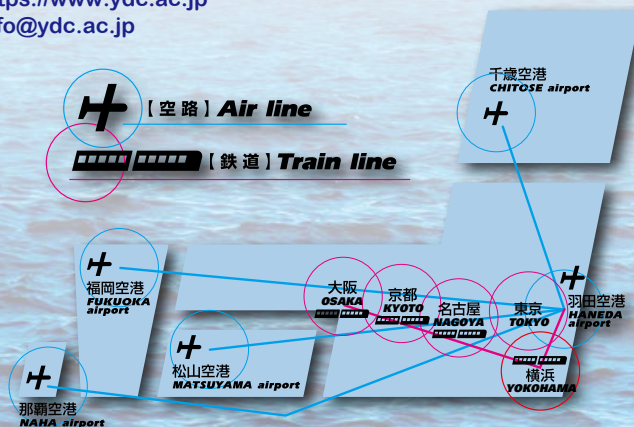 tps://www.ydc.ac.jp
fo@ydc.ac.jp
【空路】Air line
【鉄道】Train line
千歳空港
CHITOSE airport
福岡空港
FUKUOKA
airport
大阪
OSAKA
京都
KYOTO
名古屋
NAGOYA
東京
TOKYO
羽田空港
HANEDA
airport
松山空港
MATSUYAMA airport
横浜
YOKOHAMA
那覇空港
NAHA airport